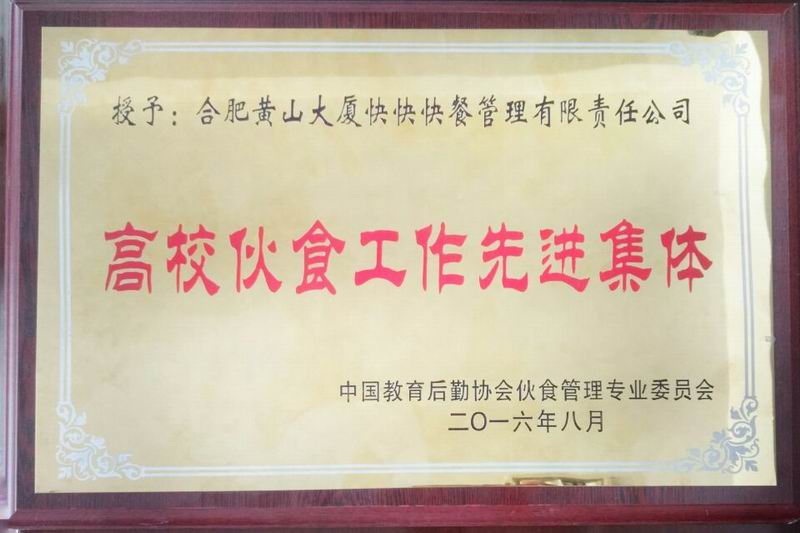 授予：合肥黄山大厦快快快餐管理有限责任公司
高校伙食工作先进集体
中国教育后勤协会伙食管理专业委员会
二〇一六年八月